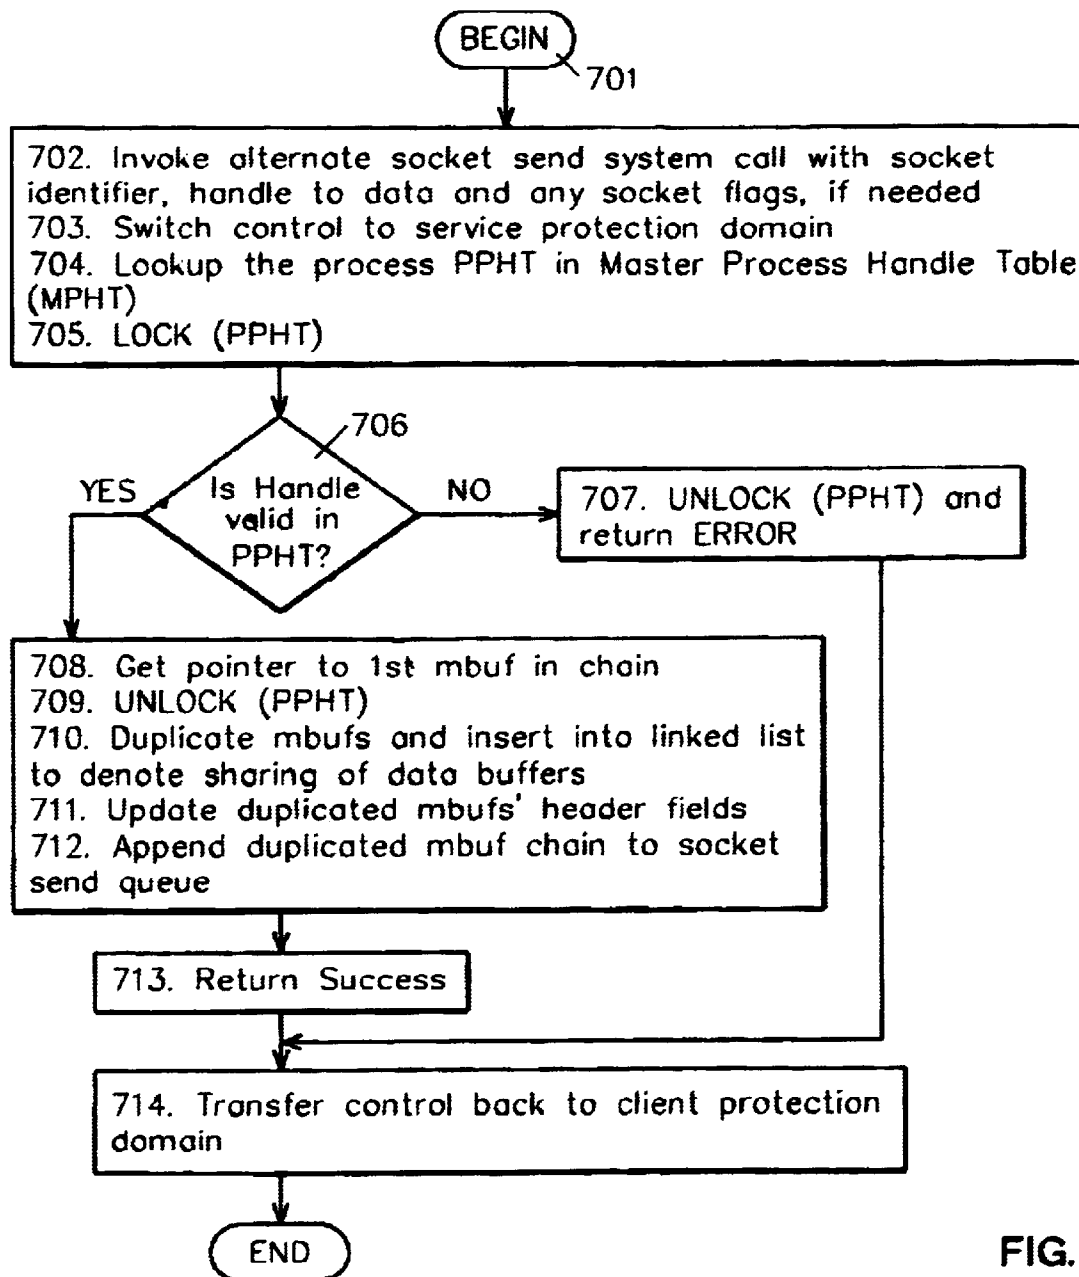 BEGIN
701
702. Invoke alternate socket send system call with socket
identifier, handle to data and any socket flags, if needed
703. Switch control to service protection domain
704. Lookup the process PPHT in Master Process Handle Table
(MPHT)
705. LOCK (PPHT)
706
YES
Is Handle
valid in
PPHT?
NO
707. UNLOCK (PPHT) and
return ERROR
708. Get pointer to 1st mbuf in chain
709. UNLOCK (PPHT)
710. Duplicate mbufs and insert into linked list
to denote sharing of data buffers
711. Update duplicated mbufs' header fields
712. Append duplicated mbuf chain to socket
send queue
713. Return Success
714. Transfer control back to client protection
domain
END
FIG.